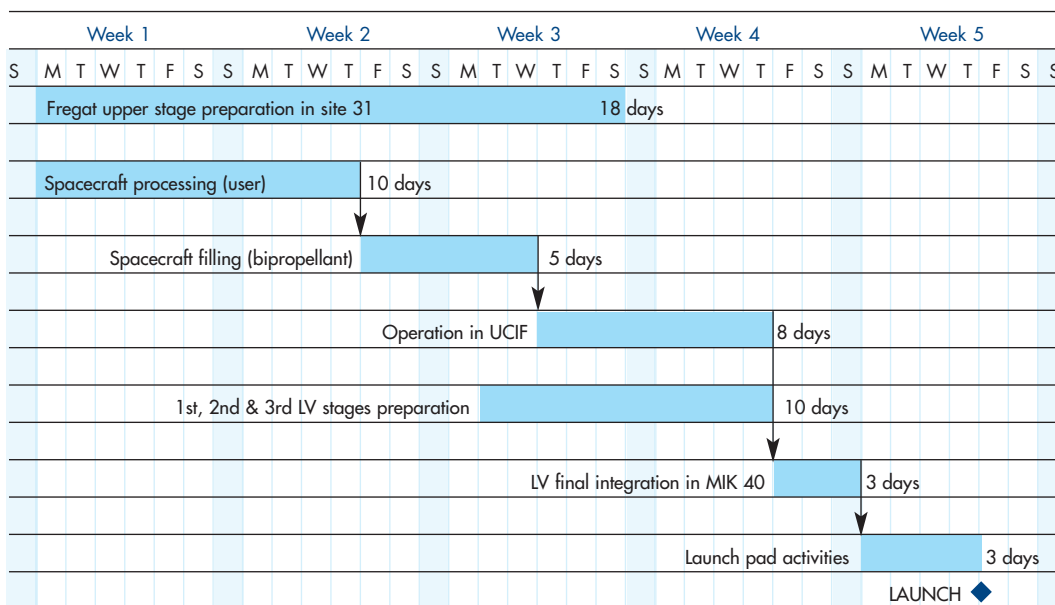 Week 1 Week 2 Week 3 Week 4 Week 5
S M T W T F S S M T W T F S S M T W T F S S M T W T F S S M T W T F S S
Fregat upper stage preparation in site 31 18 days
Spacecraft processing (user) 10 days
Spacecraft filling (bipropellant) 5 days
Operation in UCIF 8 days
1st, 2nd & 3rd LV stages preparation 10 days
LV final integration in MIK 40 3 days
Launch pad activities 3 days
LAUNCH